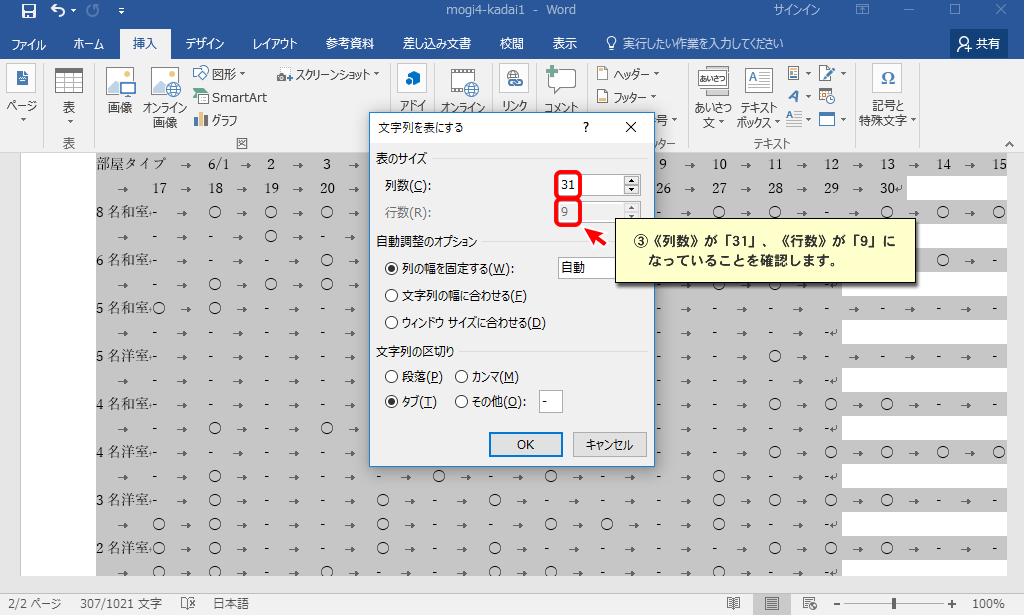 mogi4-kadai1 - Word
サインイン
ファイル ホーム 挿入 デザイン レイアウト 参考資料 差し込み文書 校閲 表示 実行したい作業を入力してください 共有
ページ
表
表
画像
オンライン
画像
図形
SmartArt
グラフ
スクリーンショット
図
アドイ
オンライン
リンク
コメント
ヘッダー
フッター
号
ッター
あいさつ
あいさつ
文
テキスト
ボックス
テキスト
記号と
特殊文字
部屋タイプ → 6/1 → 2 → 3 → 9 → 10 → 11 → 12 → 13 → 14 → 15
→ 17 → 18 → 19 → 20 → 26 → 27 → 28 → 29 → 30
8 名和室
6 名和室
5 名和室
5 名洋室
4 名和室
4 名洋室
3 名和室
2 名洋室
文字列を表にする
? ×
表のサイズ
列数(C): 31
行数(R): 9
自動調整のオプション
列の幅を固定する(W): 自動
文字列の幅に合わせる(F)
ウィンドウ サイズに合わせる(D)
文字列の区切り
段落(P) カンマ(M)
タブ(T) その他(O): -
OK キャンセル
③《列数》が「31」、《行数》が「9」に
なっていることを確認します。
2/2 ページ 307/1021 文字 日本語 100%